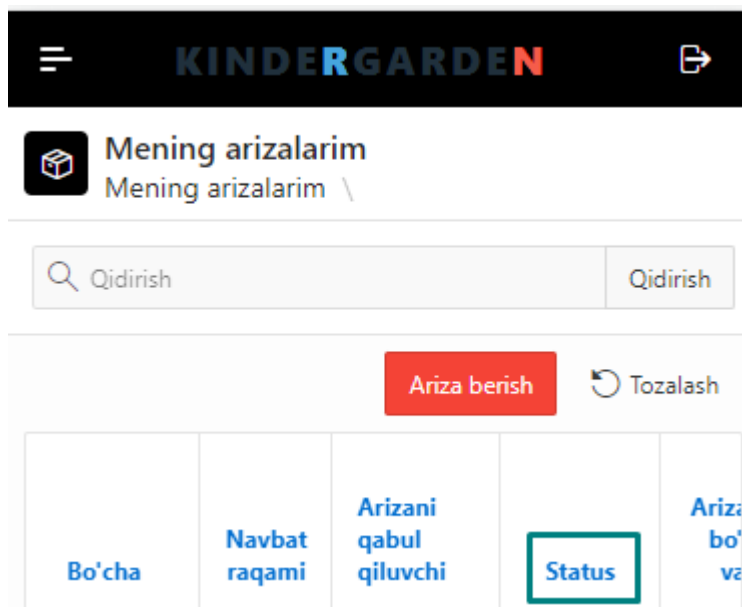 KINDERGARDEN
Mening arizalarim
Mening arizalarim \
Qidirish Qidirish
Ariza berish Tozalash
Arizani
Navbat qabul
Bo'cha raqami qiluvchi Status